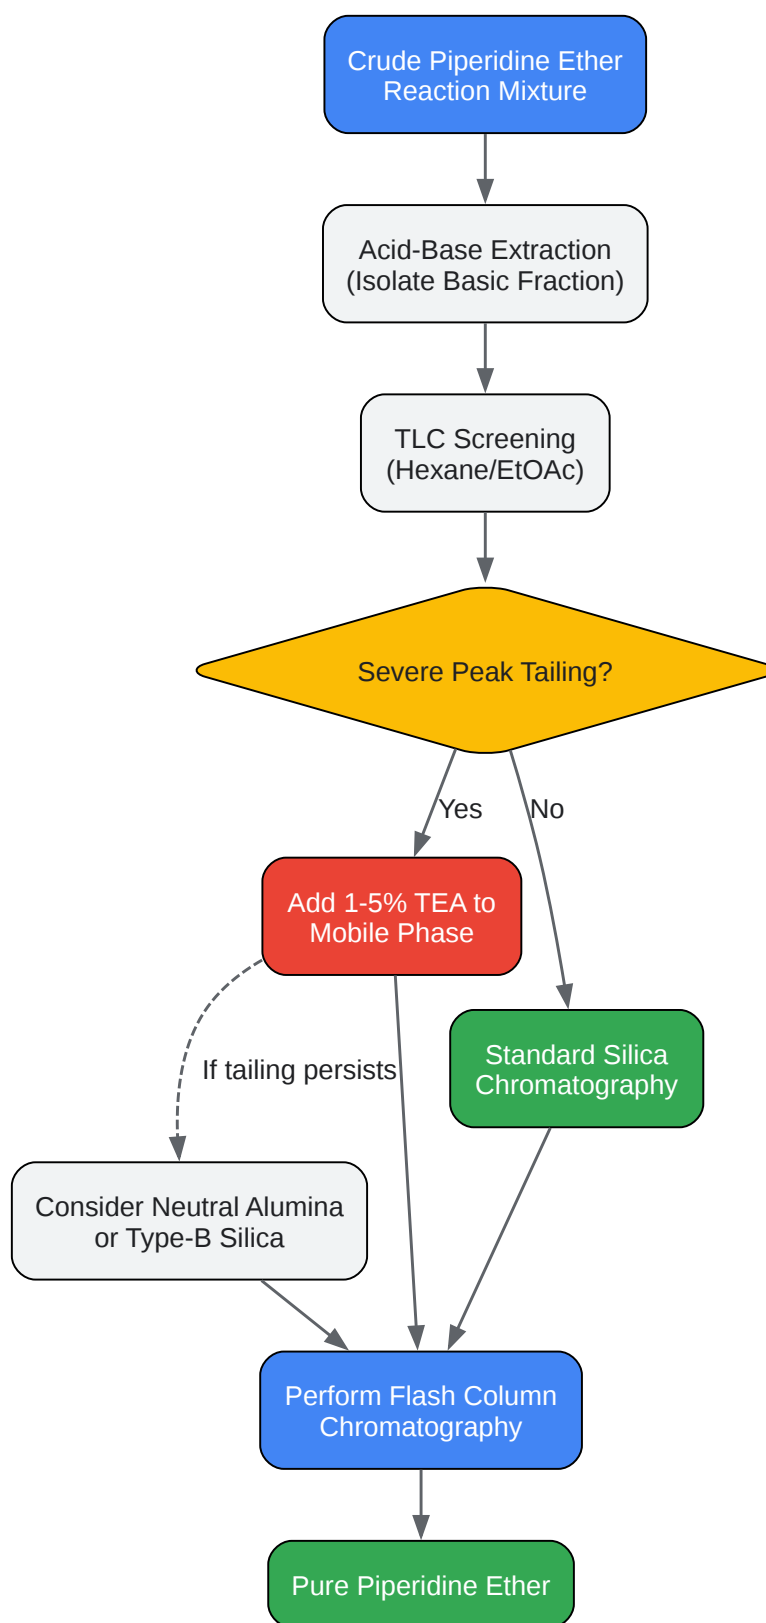 Crude Piperidine Ether
Reaction Mixture
Acid-Base Extraction
(Isolate Basic Fraction)
TLC Screening
(Hexane/EtOAc)
Severe Peak Tailing?
Yes
No
Add 1-5% TEA to
Mobile Phase
Standard Silica
Chromatography
If tailing persists
Consider Neutral Alumina
or Type-B Silica
Perform Flash Column
Chromatography
Pure Piperidine Ether